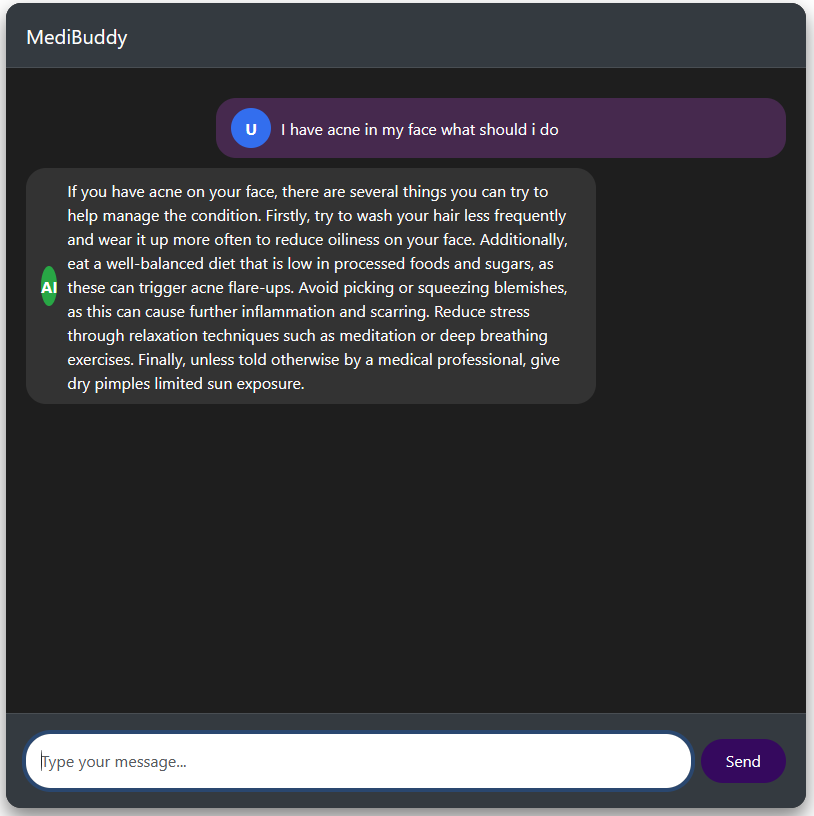 MediBuddy
U
I have acne in my face what should i do
If you have acne on your face, there are several things you can try to
help manage the condition. Firstly, try to wash your hair less frequently
and wear it up more often to reduce oiliness on your face. Additionally,
eat a well-balanced diet that is low in processed foods and sugars, as
these can trigger acne flare-ups. Avoid picking or squeezing blemishes,
as this can cause further inflammation and scarring. Reduce stress
through relaxation techniques such as meditation or deep breathing
exercises. Finally, unless told otherwise by a medical professional, give
dry pimples limited sun exposure.
AI
Type your message...
Send